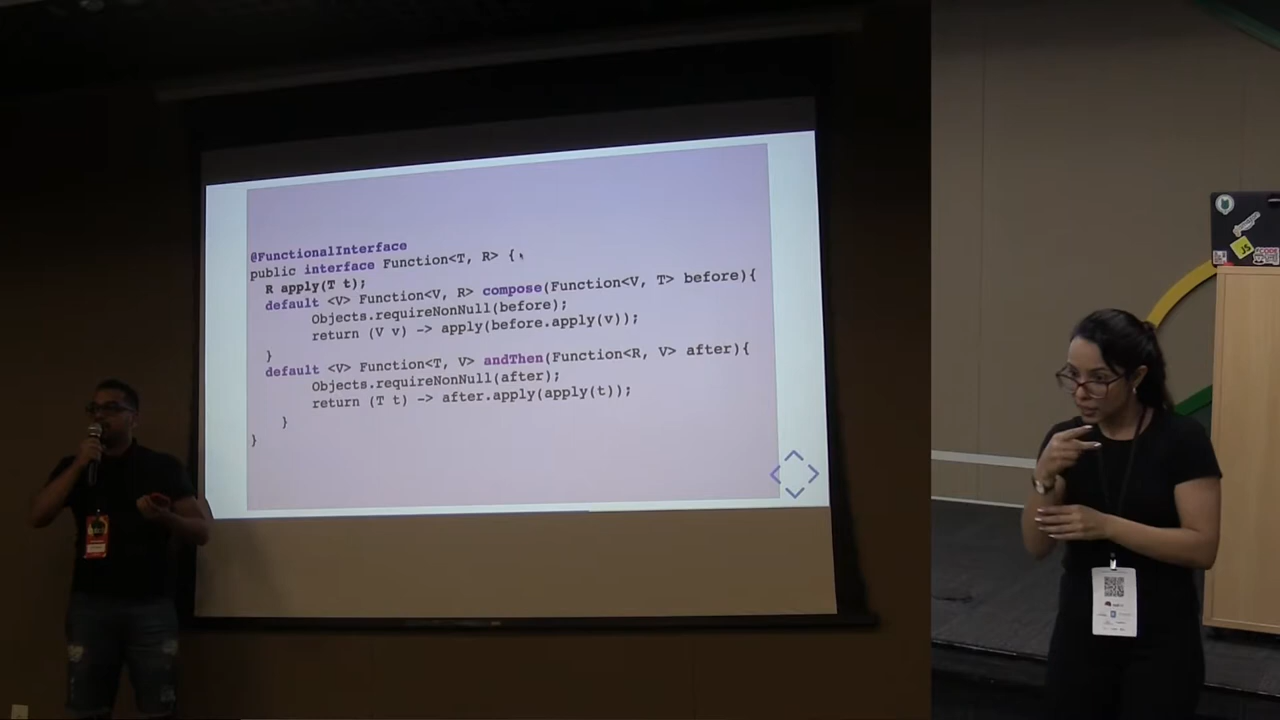 @FunctionalInterface
public interface Function<T, R> {
R apply(T t);
default <V> Function<V, R> compose(Function<V, T> before){
Objects.requireNonNull(before);
return (V v) -> apply(before.apply(v));
}
default <V> Function<T, V> andThen(Function<R, V> after){
Objects.requireNonNull(after);
return (T t) -> after.apply(apply(t));
}
}
JS